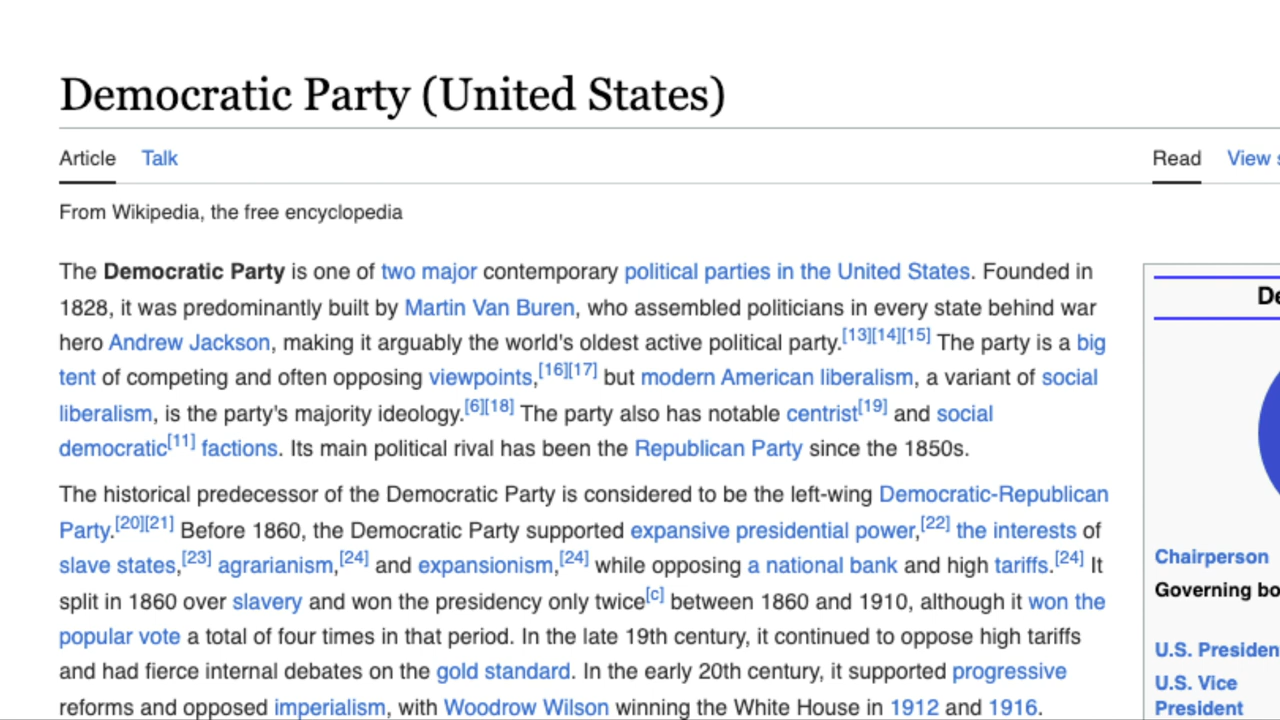 Democratic Party (United States)
Article Talk Read View s
From Wikipedia, the free encyclopedia
The Democratic Party is one of two major contemporary political parties in the United States. Founded in
1828, it was predominantly built by Martin Van Buren, who assembled politicians in every state behind war
hero Andrew Jackson, making it arguably the world's oldest active political party.[13][14][15] The party is a big
tent of competing and often opposing viewpoints,[16][17] but modern American liberalism, a variant of social
liberalism, is the party's majority ideology.[6][18] The party also has notable centrist[19] and social
democratic[11] factions. Its main political rival has been the Republican Party since the 1850s.
The historical predecessor of the Democratic Party is considered to be the left-wing Democratic-Republican
Party.[20][21] Before 1860, the Democratic Party supported expansive presidential power,[22] the interests of
slave states,[23] agrarianism,[24] and expansionism,[24] while opposing a national bank and high tariffs.[24] It
split in 1860 over slavery and won the presidency only twice[c] between 1860 and 1910, although it won the
popular vote a total of four times in that period. In the late 19th century, it continued to oppose high tariffs
and had fierce internal debates on the gold standard. In the early 20th century, it supported progressive
reforms and opposed imperialism, with Woodrow Wilson winning the White House in 1912 and 1916.
De
Chairperson
Governing bo
U.S. Presiden
U.S. Vice
President